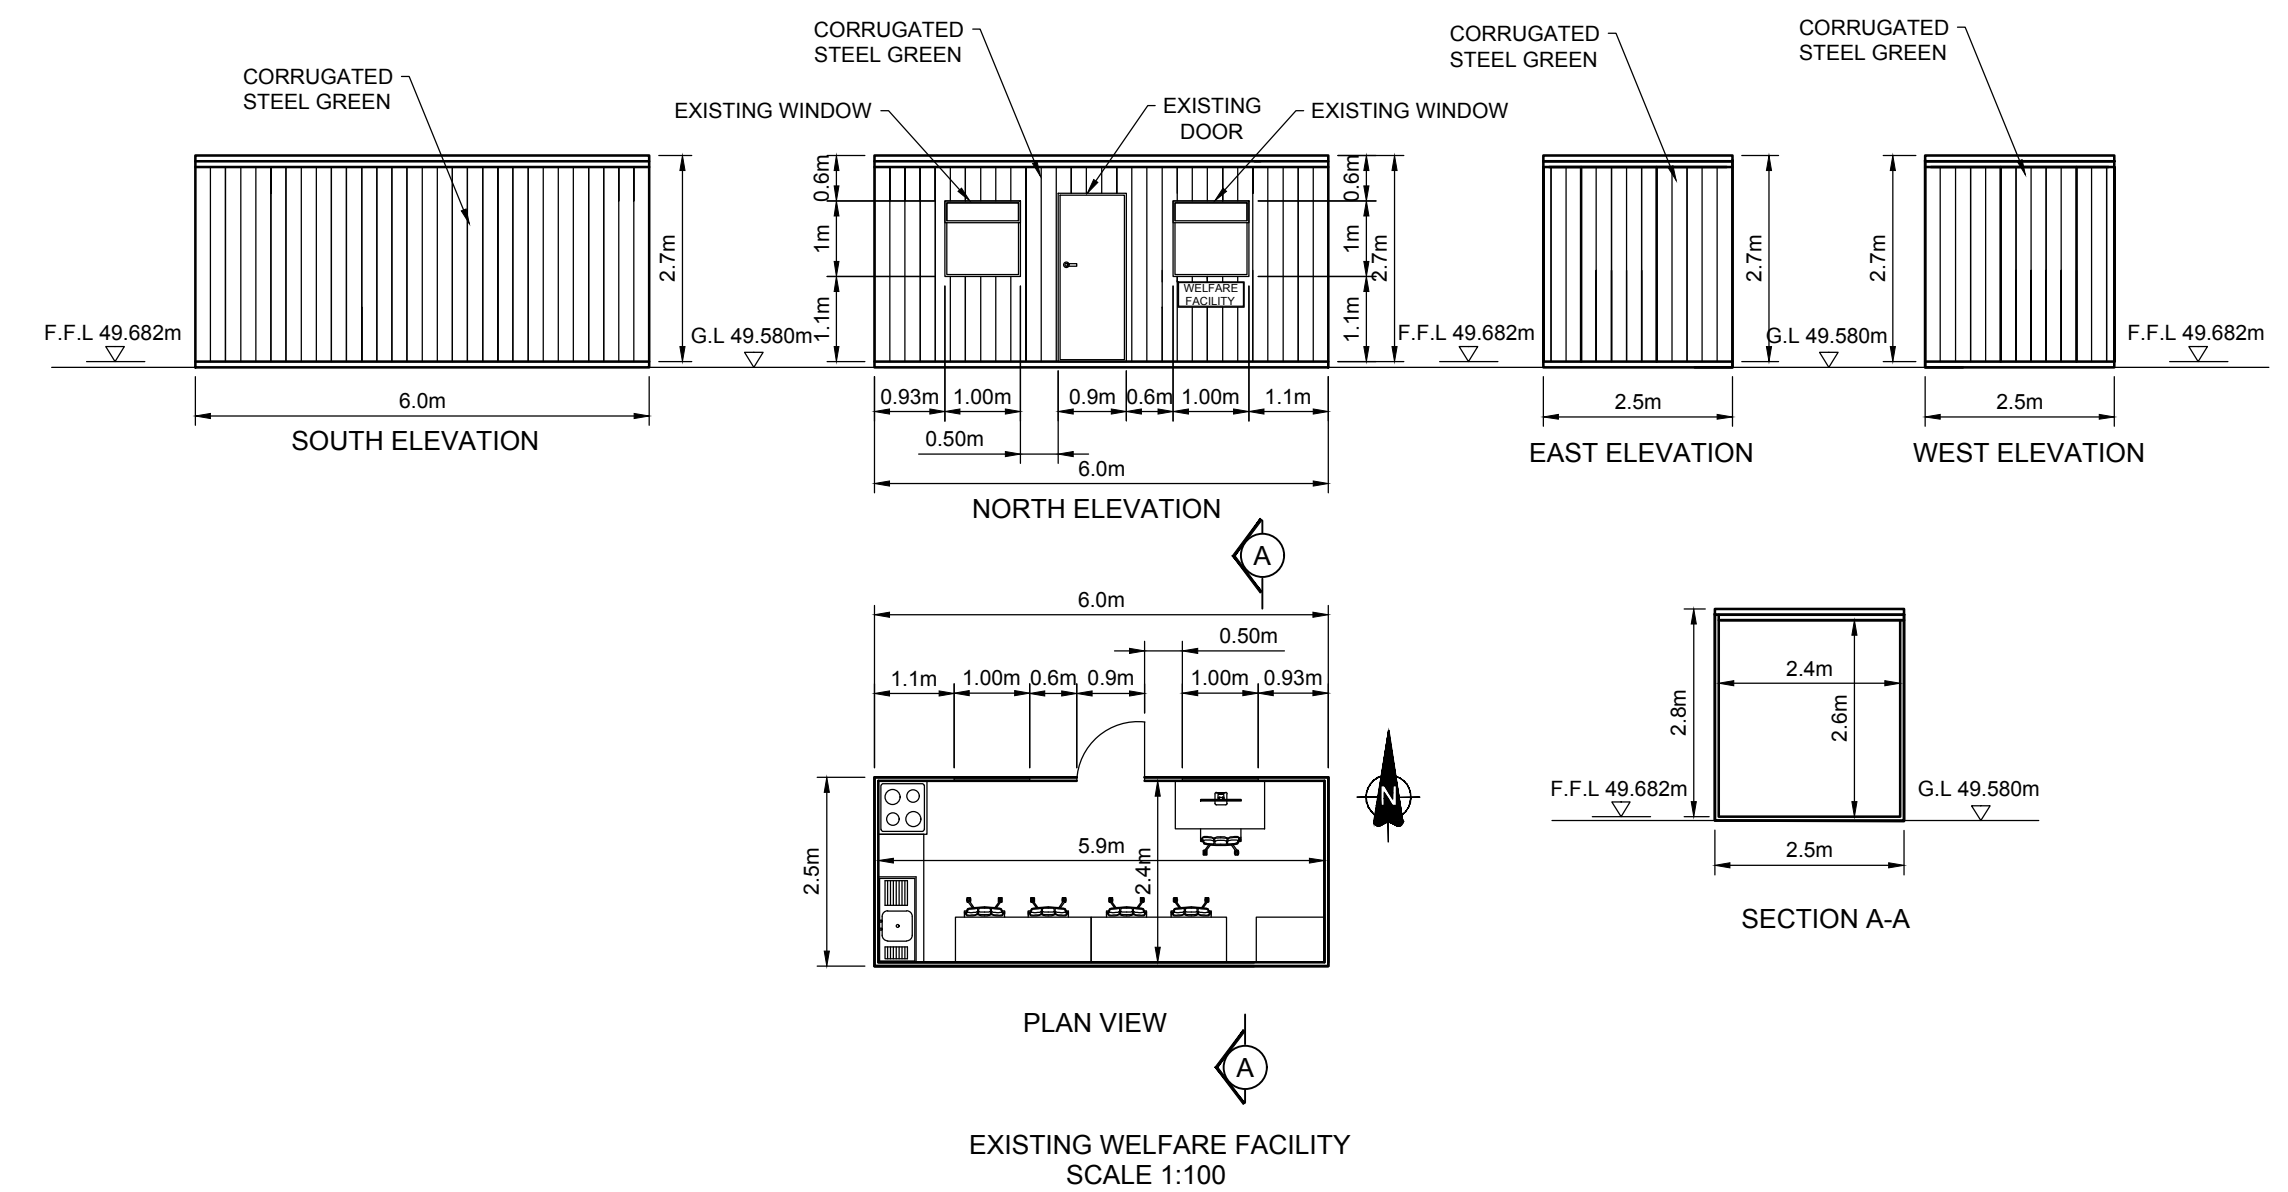 CORRUGATED
STEEL GREEN
F.F.L 49.682m
2.7m
6.0m
SOUTH ELEVATION
CORRUGATED
STEEL GREEN
EXISTING WINDOW
EXISTING
DOOR
EXISTING WINDOW
0.6m
1m
1.1m
G.L 49.580m
WELFARE
FACILITY
0.6m
1m
1.1m
2.7m
0.93m
1.00m
0.9m
0.6m
1.00m
1.1m
0.50m
6.0m
NORTH ELEVATION
CORRUGATED
STEEL GREEN
F.F.L 49.682m
2.7m
2.5m
EAST ELEVATION
CORRUGATED
STEEL GREEN
G.L 49.580m
2.7m
F.F.L 49.682m
2.5m
WEST ELEVATION
A
6.0m
0.50m
1.1m
1.00m
0.6m
0.9m
1.00m
0.93m
N
2.5m
5.9m
2.4m
PLAN VIEW
A
2.4m
2.8m
2.6m
F.F.L 49.682m
G.L 49.580m
2.5m
SECTION A-A
EXISTING WELFARE FACILITY
SCALE 1:100